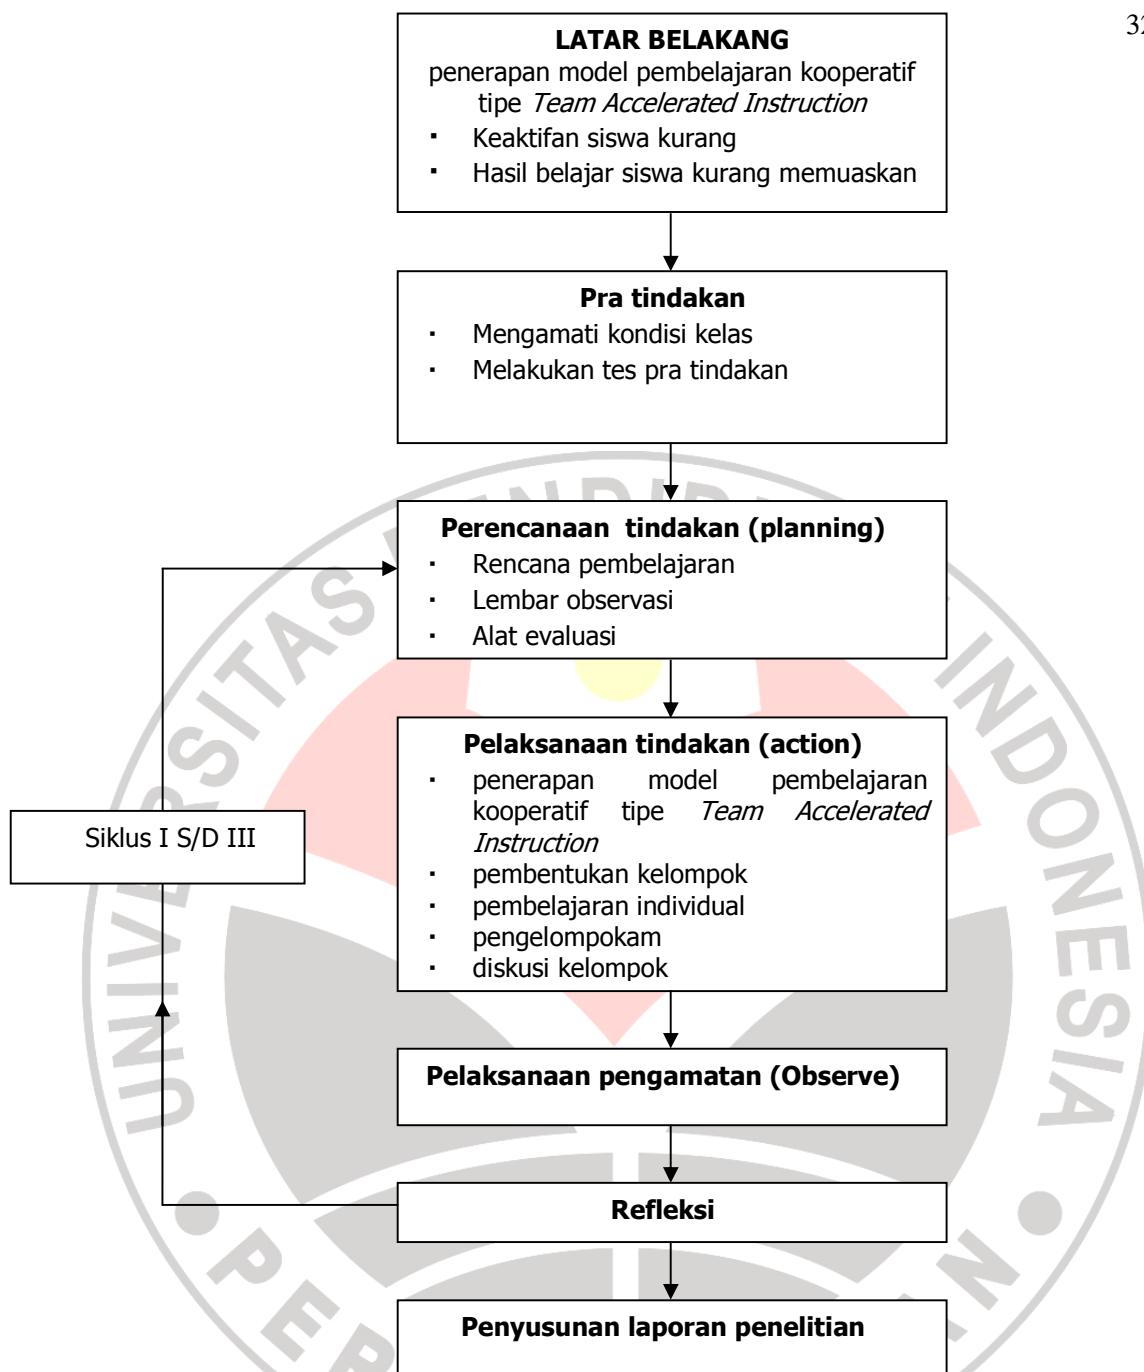 32
LATAR BELAKANG
penerapan model pembelajaran kooperatif
tipe Team Accelerated Instruction
▪ Keaktifan siswa kurang
▪ Hasil belajar siswa kurang memuaskan
Pra tindakan
▪ Mengamati kondisi kelas
▪ Melakukan tes pra tindakan
Perencanaan tindakan (planning)
▪ Rencana pembelajaran
▪ Lembar observasi
▪ Alat evaluasi
Pelaksanaan tindakan (action)
▪ penerapan model pembelajaran
kooperatif tipe Team Accelerated
Instruction
▪ pembentukan kelompok
▪ pembelajaran individual
▪ pengelompokam
▪ diskusi kelompok
Siklus I S/D III
Pelaksanaan pengamatan (Observe)
Refleksi
Penyusunan laporan penelitian
UNIVERSITAS
INDONESIA